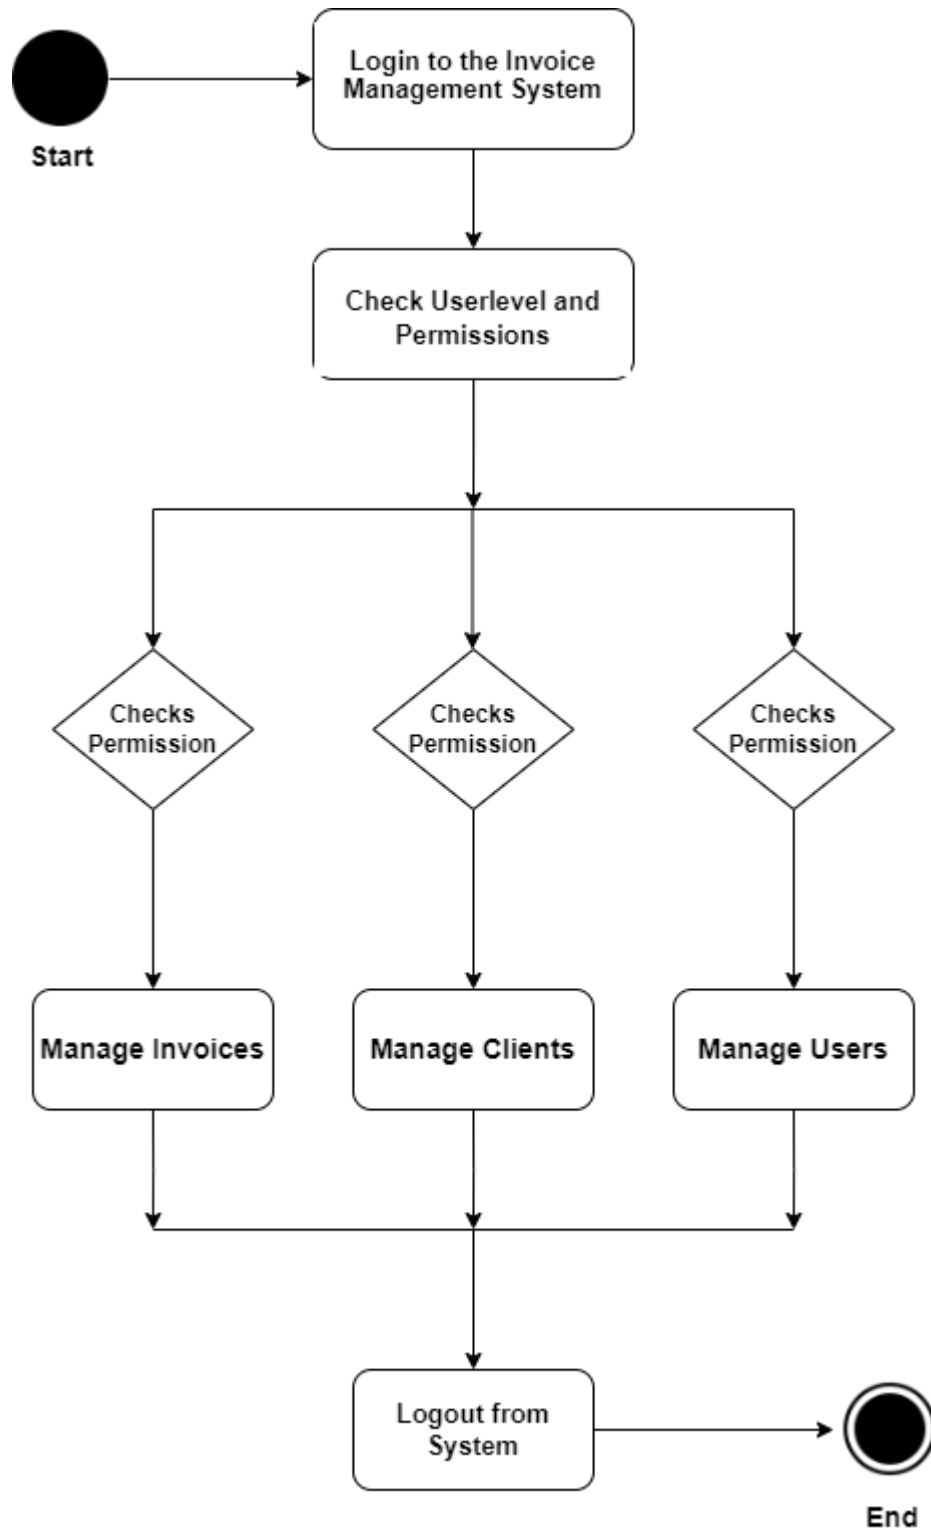 Login to the Invoice
Management System
Start
Check Userlevel and
Permissions
Checks
Permission
Checks
Permission
Checks
Permission
Manage Invoices
Manage Clients
Manage Users
Logout from
System
End